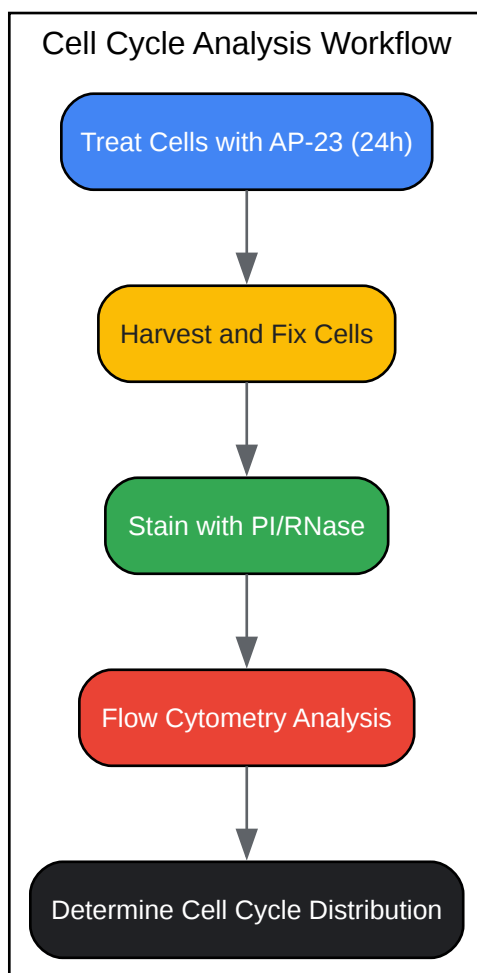 Cell Cycle Analysis Workflow
Treat Cells with AP-23 (24h)
Harvest and Fix Cells
Stain with PI/RNase
Flow Cytometry Analysis
Determine Cell Cycle Distribution